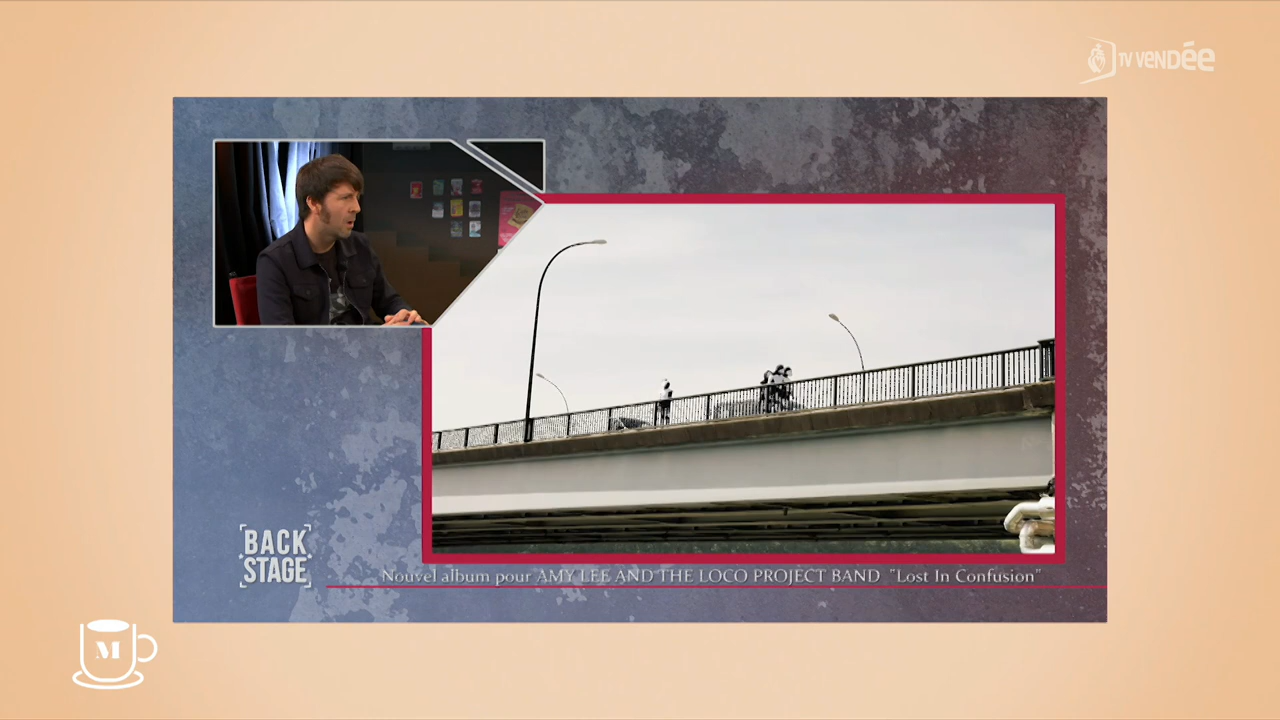 TV VENDÉE
BACK
STAGE
Nouvel album pour AMY LEE AND THE LOCO PROJECT BAND "Lost In Confusion"
M